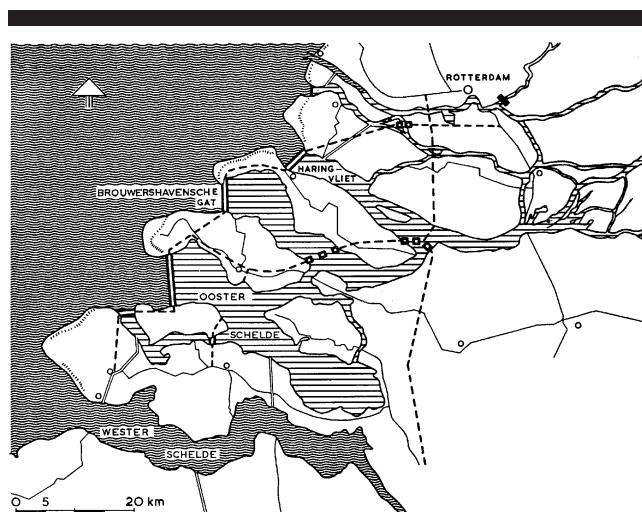 ROTTERDAM
HARING
VLIET
BROUWERSHAVENSCHE
GAT
OOSTER
SCHELDE
WESTER
SCHELDE
0 5 20 km